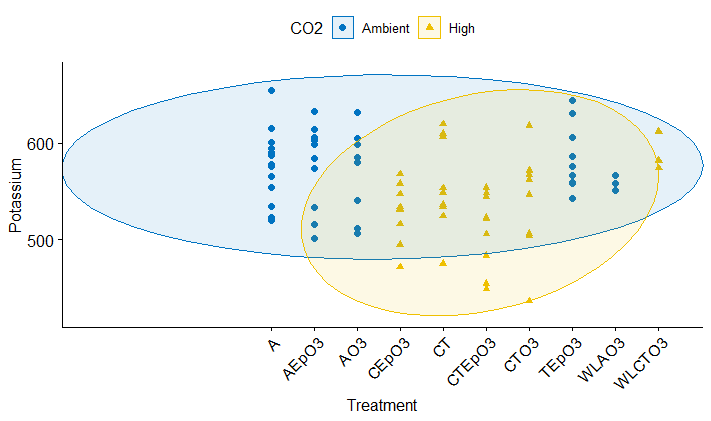 CO2 Ambient High
600
500
Potassium
A AEpO3 AO3 CEpO3 CT CTEpO3 CTO3 TEpO3 WLAO3 WLCTO3
Treatment